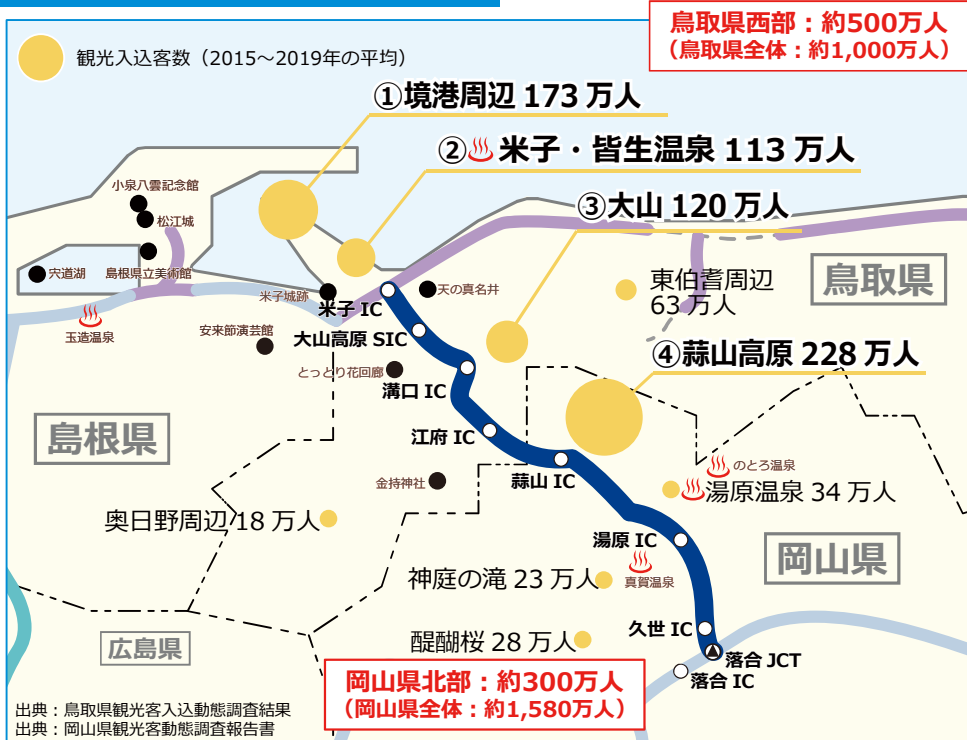 鳥取県西部：約500万人
（鳥取県全体：約1,000万人）
観光入込客数（2015～2019年の平均）
①境港周辺 173 万人
②米子・皆生温泉 113 万人
③大山 120 万人
小泉八雲記念館
松江城
島根県立美術館
宍道湖
玉造温泉
安来節演芸館
米子城跡
米子 IC
天の真名井
東伯耆周辺
63 万人
鳥取県
大山高原 SIC
とっとり花回廊
溝口 IC
④蒜山高原 228 万人
島根県
江府 IC
蒜山 IC
金持神社
のとろ温泉
湯原温泉 34 万人
奥日野周辺 18 万人
湯原 IC
岡山県
神庭の滝 23 万人
真賀温泉
広島県
醍醐桜 28 万人
久世 IC
落合 JCT
落合 IC
岡山県北部：約300万人
（岡山県全体：約1,580万人）
出典：鳥取県観光客入込動態調査結果
出典：岡山県観光客動態調査報告書